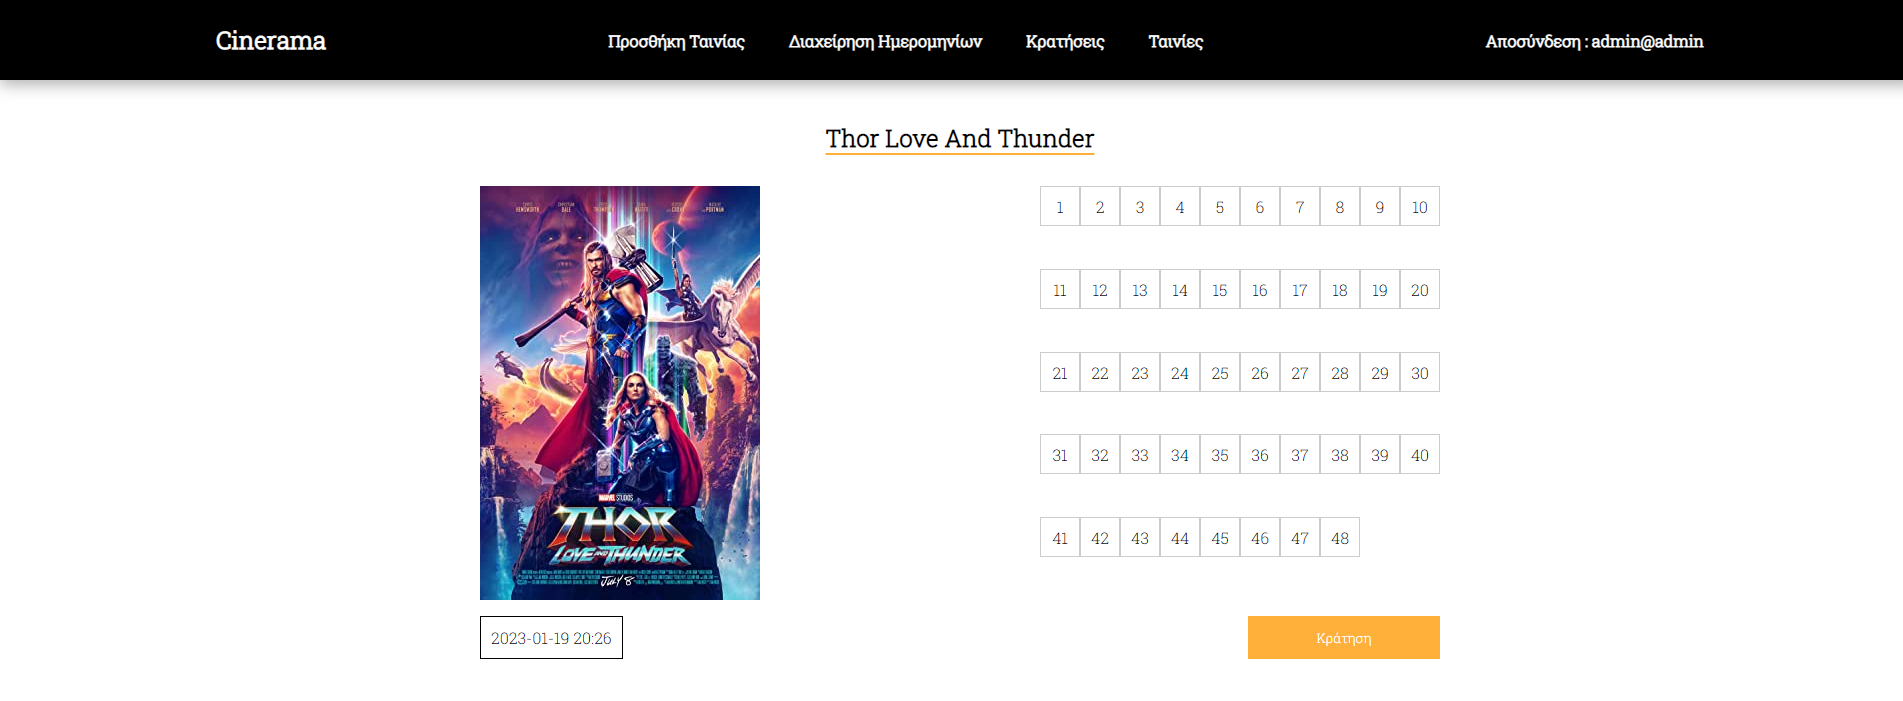 Cinerama
Προσθήκη Ταινίας
Διαχείρηση Ημερομηνίων
Κρατήσεις
Ταινίες
Αποσύνδεση : admin@admin
Thor Love And Thunder
1 2 3 4 5 6 7 8 9 10
11 12 13 14 15 16 17 18 19 20
21 22 23 24 25 26 27 28 29 30
31 32 33 34 35 36 37 38 39 40
41 42 43 44 45 46 47 48
HEMSWORTH
BALE
PORTMAN
MARVEL STUDIOS
THOR
LOVE AND THUNDER
JULY 8
2023-01-19 20:26
Κράτηση